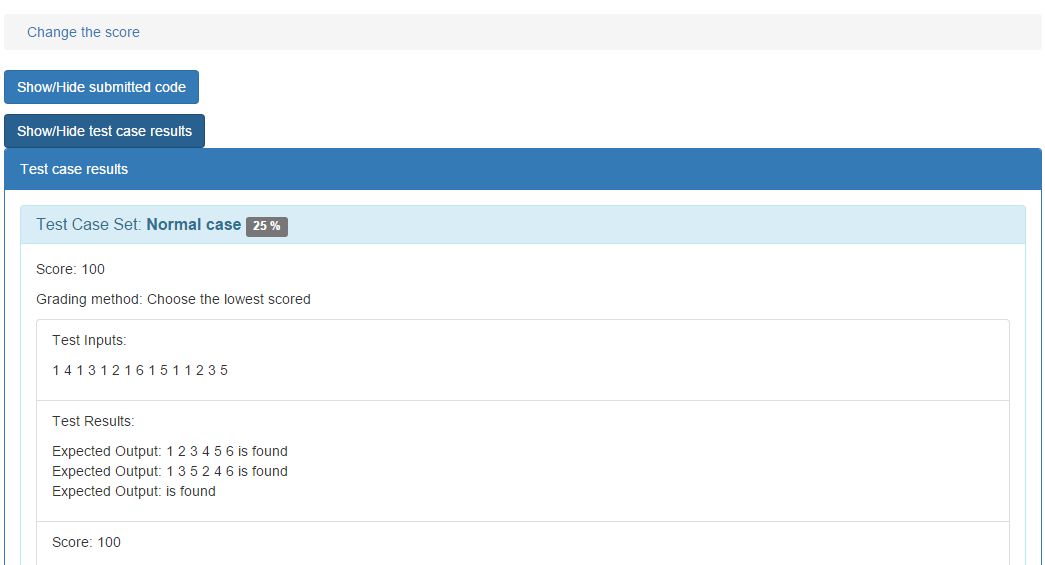 Change the score
Show/Hide submitted code
Show/Hide test case results
Test case results
Test Case Set: Normal case 25 %
Score: 100
Grading method: Choose the lowest scored
Test Inputs:
1 4 1 3 1 2 1 6 1 5 1 1 2 3 5
Test Results:
Expected Output: 1 2 3 4 5 6 is found
Expected Output: 1 3 5 2 4 6 is found
Expected Output: is found
Score: 100